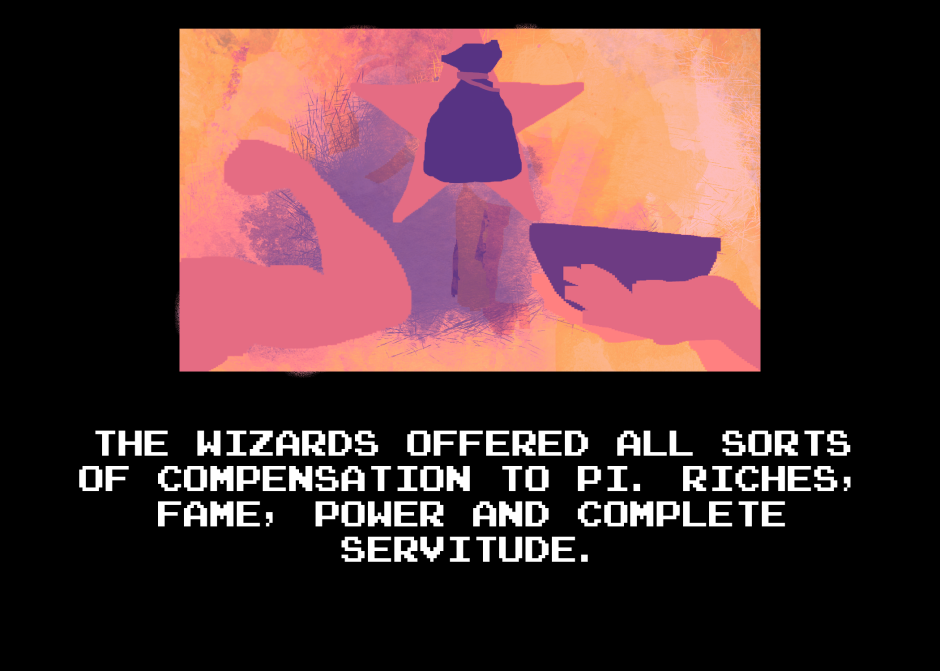 THE WIZARDS OFFERED ALL SORTS
OF COMPENSATION TO PI. RICHES,
FAME, POWER AND COMPLETE
SERVITUDE.